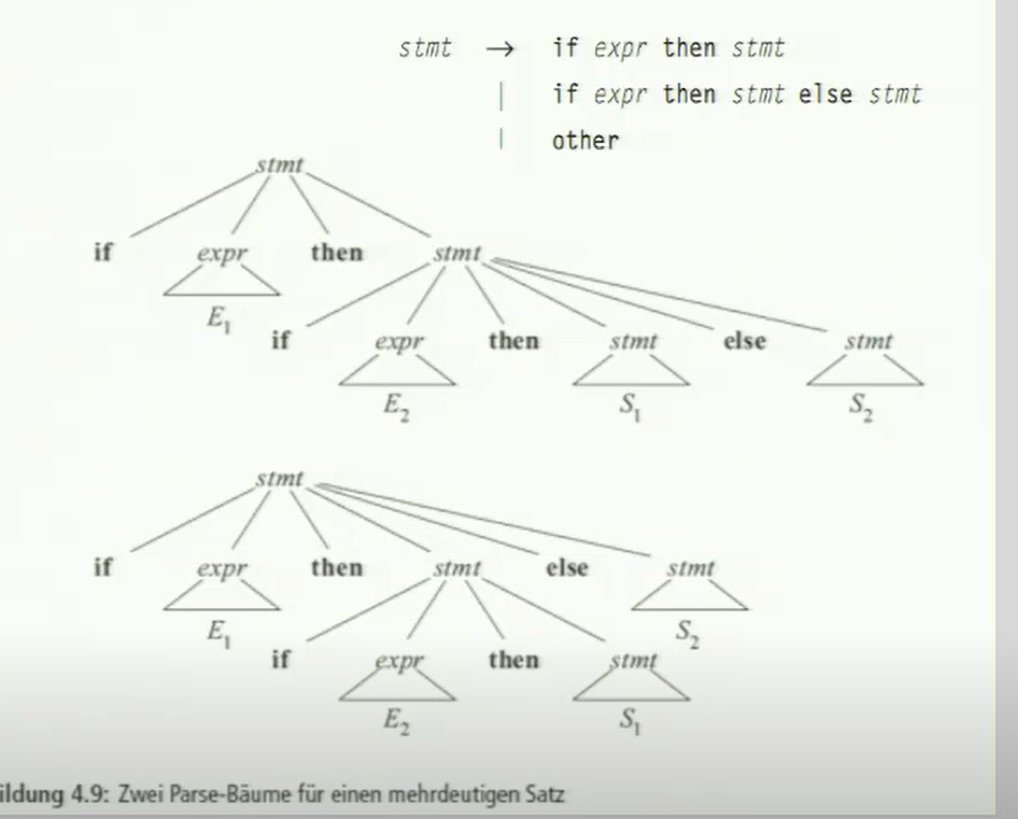 stmt → if expr then stmt
| if expr then stmt else stmt
| other
stmt
if expr then stmt
E₁
if expr then stmt else stmt
E₂ S₁ S₂
stmt
if expr then stmt else stmt
E₁ S₂
if expr then stmt
E₂ S₁
ildung 4.9: Zwei Parse-Bäume für einen mehrdeutigen Satz